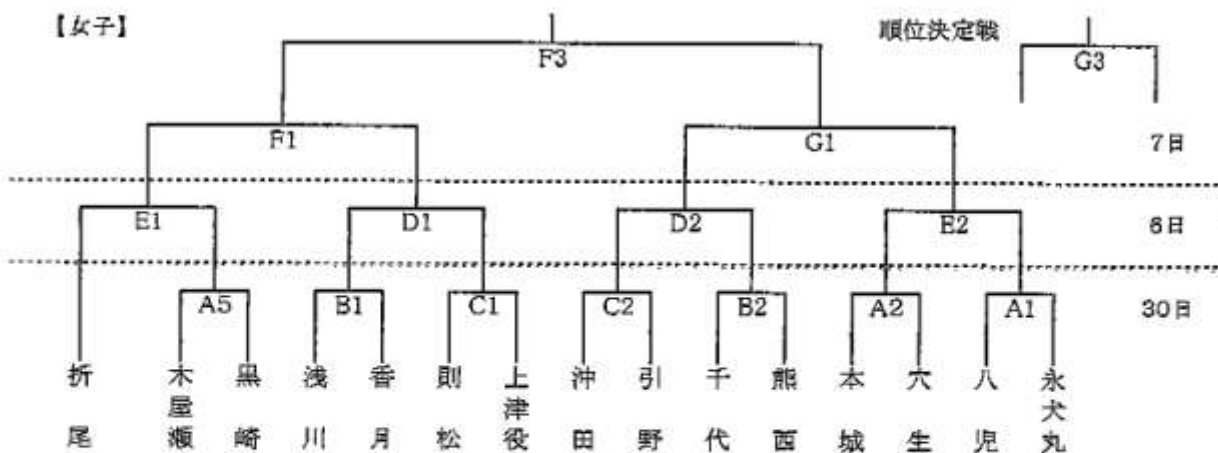 【女子】
順位決定戦
F3
G3
F1
G1
7日
E1
D1
D2
E2
6日
A5
B1
C1
C2
B2
A2
A1
30日
折尾
木屋瀬
黒崎
浅川
香月
則松
上津役
沖田
引野
千代
熊西
本城
穴生
八児
永犬丸